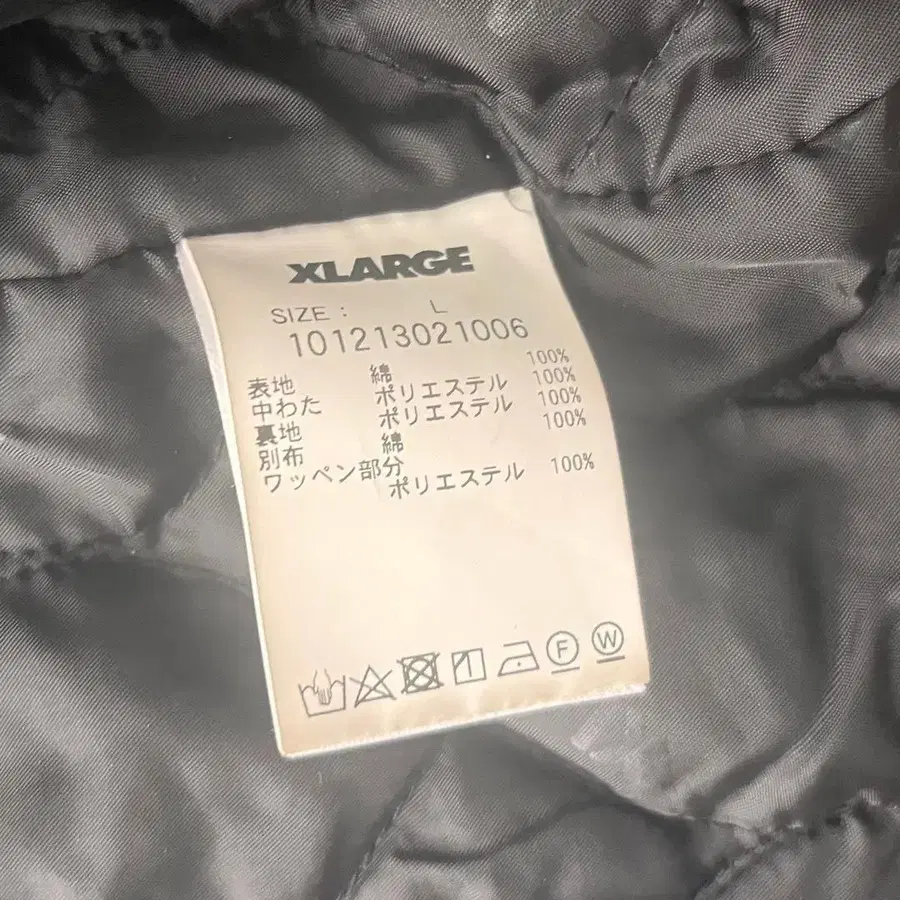 XLARGE
SIZE : L
101213021006
表地 綿 100%
中わた ポリエステル 100%
裏地 ポリエステル 100%
別布 綿 100%
ワッペン部分
ポリエステル 100%
F W